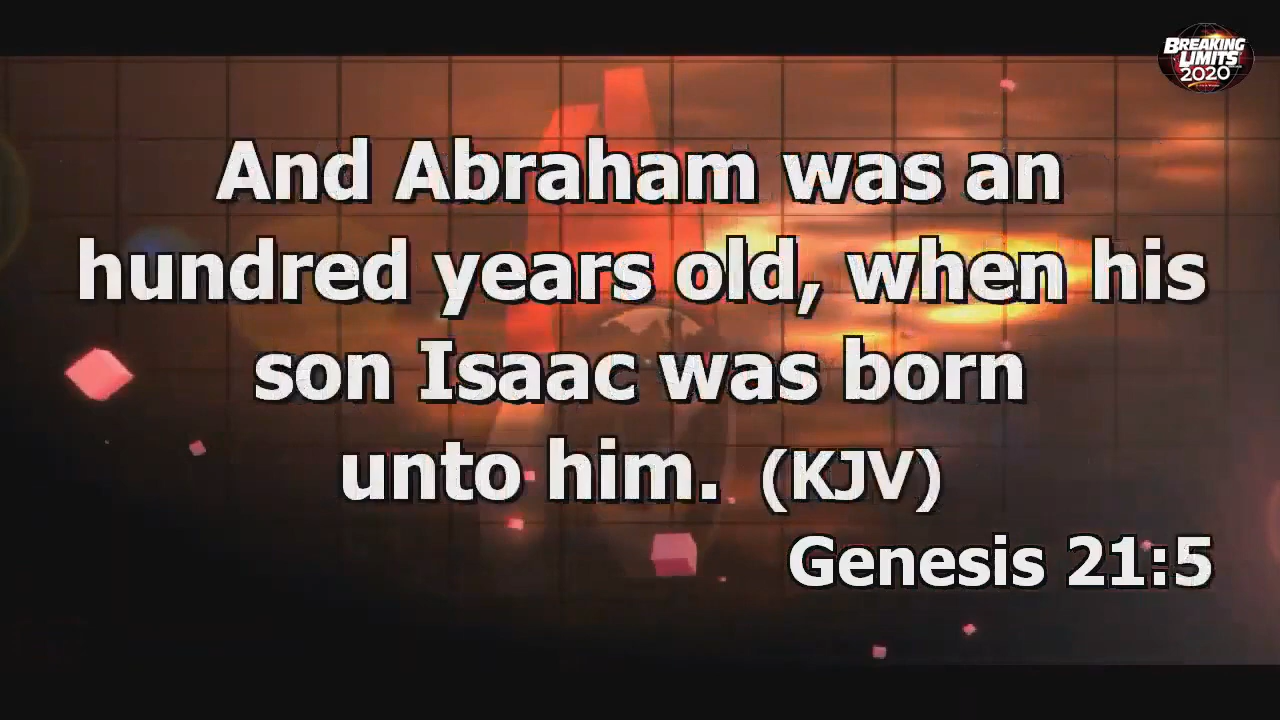 BREAKING
LIMITS
2020
And Abraham was an
hundred years old, when his
son Isaac was born
unto him. (KJV)
Genesis 21:5